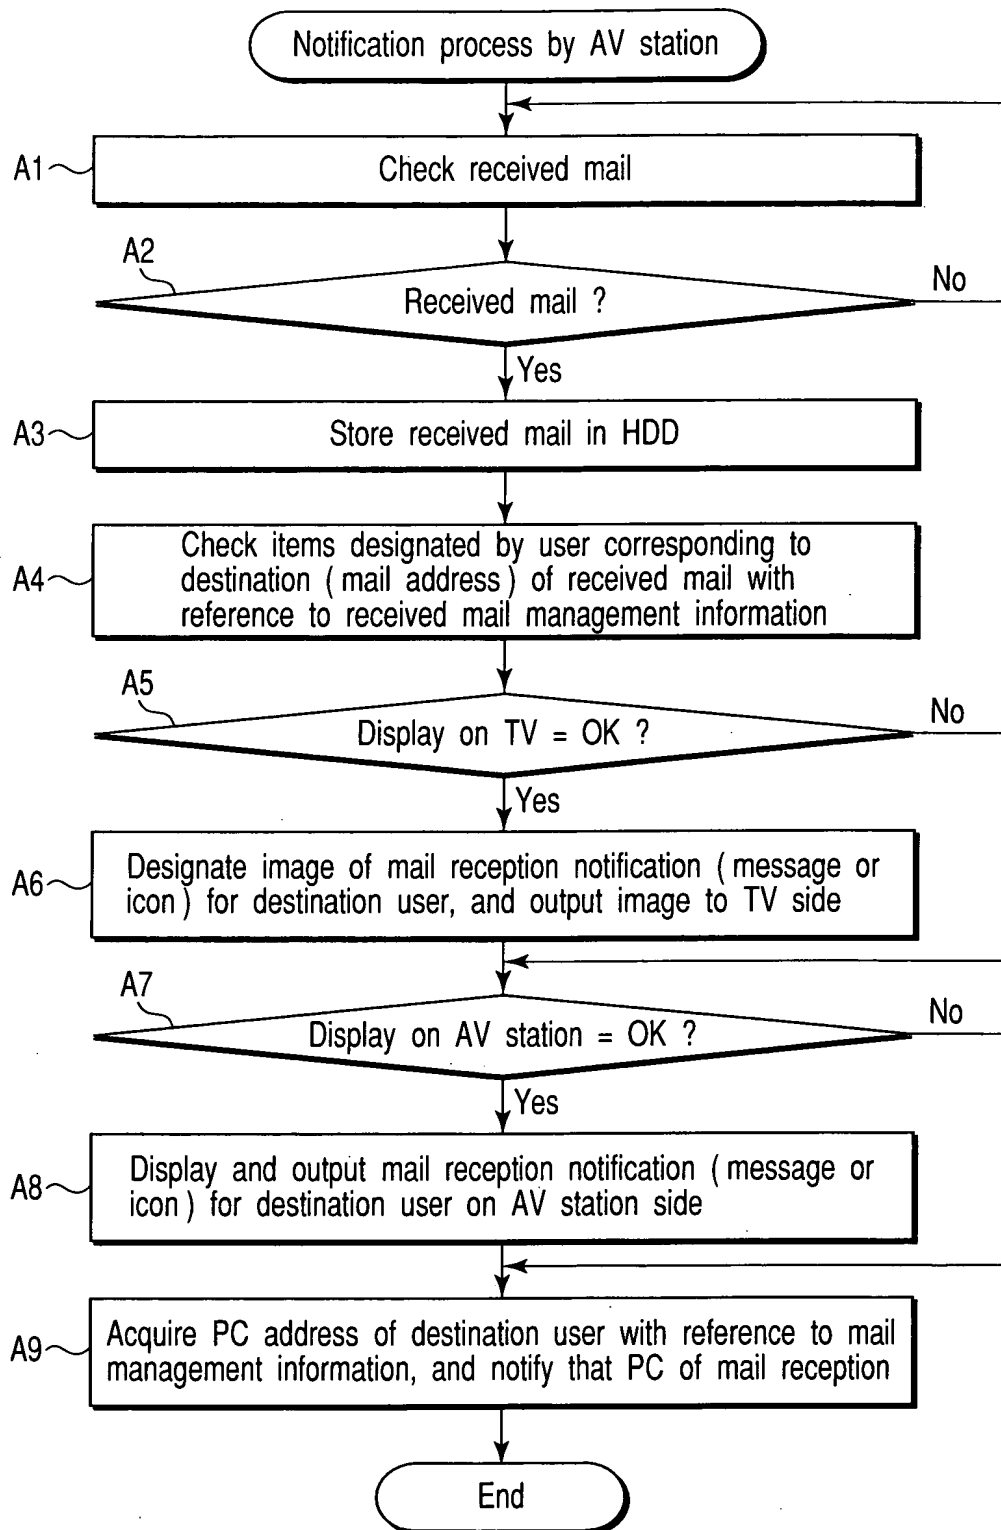 Notification process by AV station
A1
Check received mail
A2
Received mail ?
No
Yes
A3
Store received mail in HDD
A4
Check items designated by user corresponding to
destination ( mail address ) of received mail with
reference to received mail management information
A5
Display on TV = OK ?
No
Yes
A6
Designate image of mail reception notification ( message or
icon ) for destination user, and output image to TV side
A7
Display on AV station = OK ?
No
Yes
A8
Display and output mail reception notification ( message or
icon ) for destination user on AV station side
A9
Acquire PC address of destination user with reference to mail
management information, and notify that PC of mail reception
End